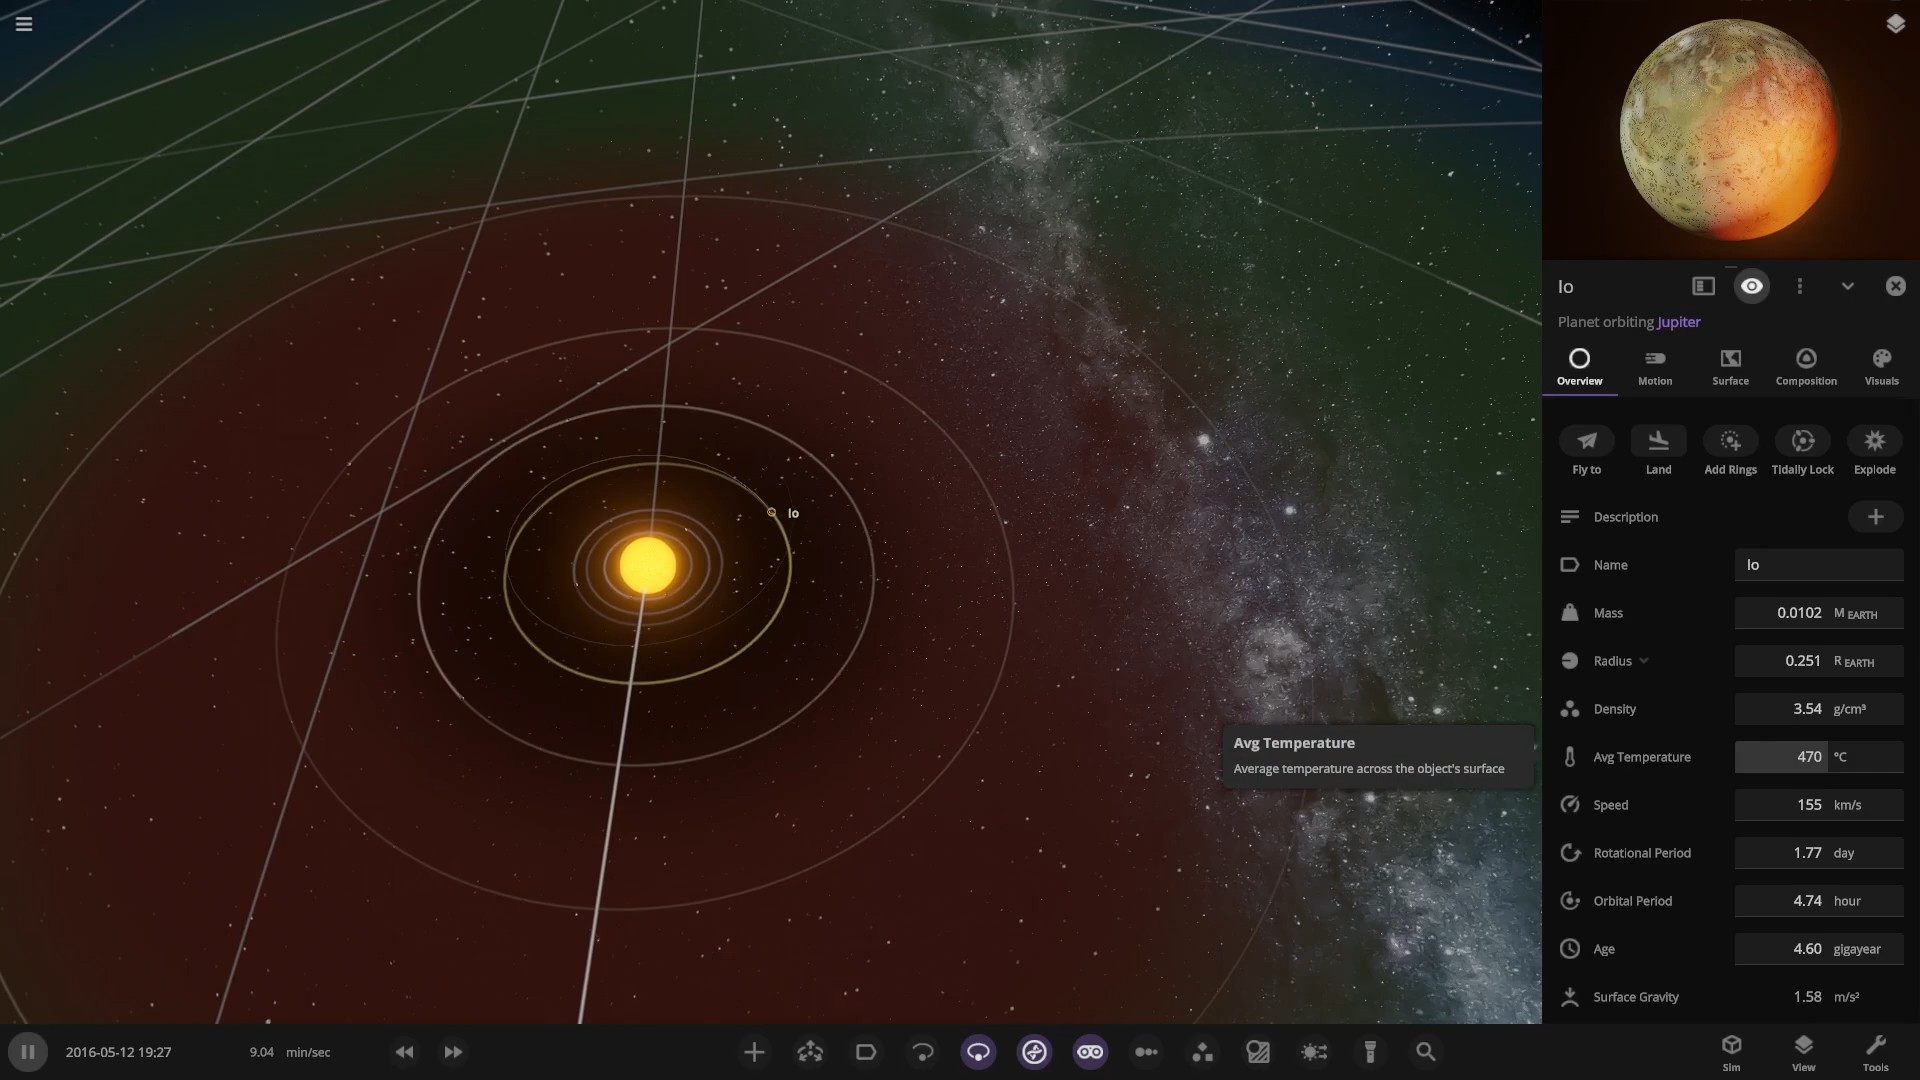 Io
Io
Planet orbiting Jupiter
Overview
Motion
Surface
Composition
Visuals
Fly to
Land
Add Rings
Tidally Lock
Explode
Description
Name
Io
Mass
0.0102 M EARTH
Radius
0.251 R EARTH
Density
3.54 g/cm³
Avg Temperature
Average temperature across the object's surface
Avg Temperature
470 °C
Speed
155 km/s
Rotational Period
1.77 day
Orbital Period
4.74 hour
Age
4.60 gigayear
Surface Gravity
1.58 m/s²
2016-05-12 19:27
9.04 min/sec
Sim
View
Tools